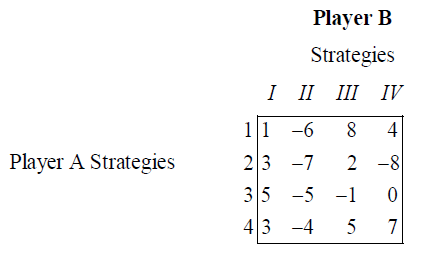 Player B
Strategies
I II III IV
1 1 –6 8 4
Player A Strategies 2 3 –7 2 –8
3 5 –5 –1 0
4 3 –4 5 7